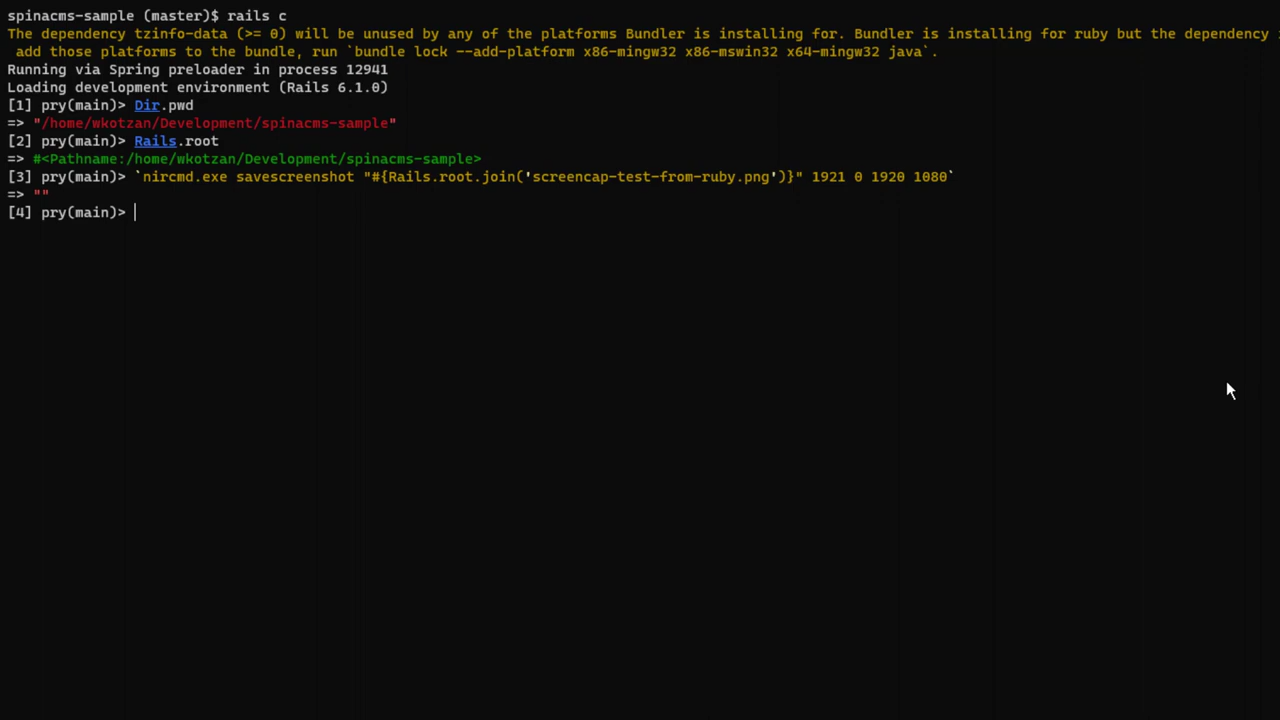 spinacms-sample (master)$ rails c
The dependency tzinfo-data (>= 0) will be unused by any of the platforms Bundler is installing for. Bundler is installing for ruby but the dependency
add those platforms to the bundle, run `bundle lock --add-platform x86-mingw32 x86-mswin32 x64-mingw32 java`.
Running via Spring preloader in process 12941
Loading development environment (Rails 6.1.0)
[1] pry(main)> Dir.pwd
=> "/home/wkotzan/Development/spinacms-sample"
[2] pry(main)> Rails.root
=> #<Pathname:/home/wkotzan/Development/spinacms-sample>
[3] pry(main)> `nircmd.exe savescreenshot "#{Rails.root.join('screencap-test-from-ruby.png')}" 1921 0 1920 1080`
=> ""
[4] pry(main)>